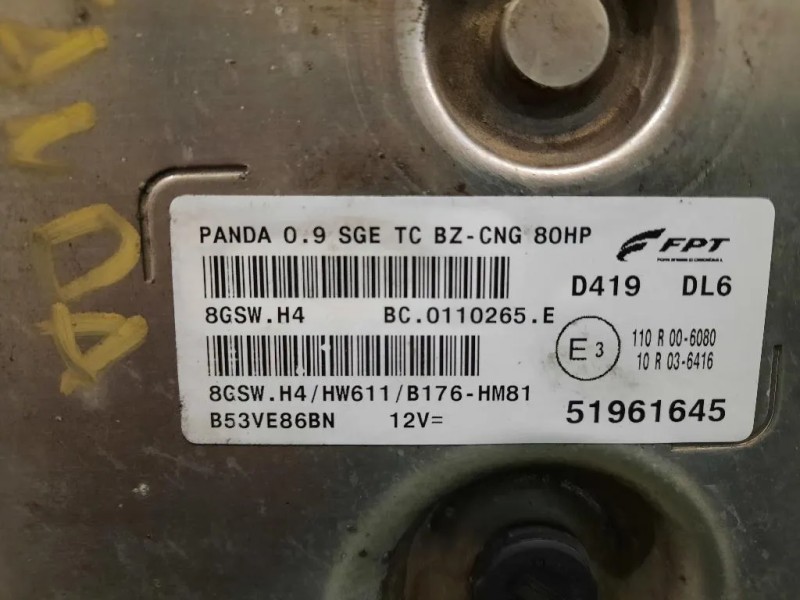 PANDA 0.9 SGE TC BZ-CNG 80HP
FPT
D419 DL6
8GSW.H4 BC.0110265.E
E3
110 R 00-6080
10 R 03-6416
8GSW.H4/HW611/B176-HM81
51961645
B53VE86BN 12V=